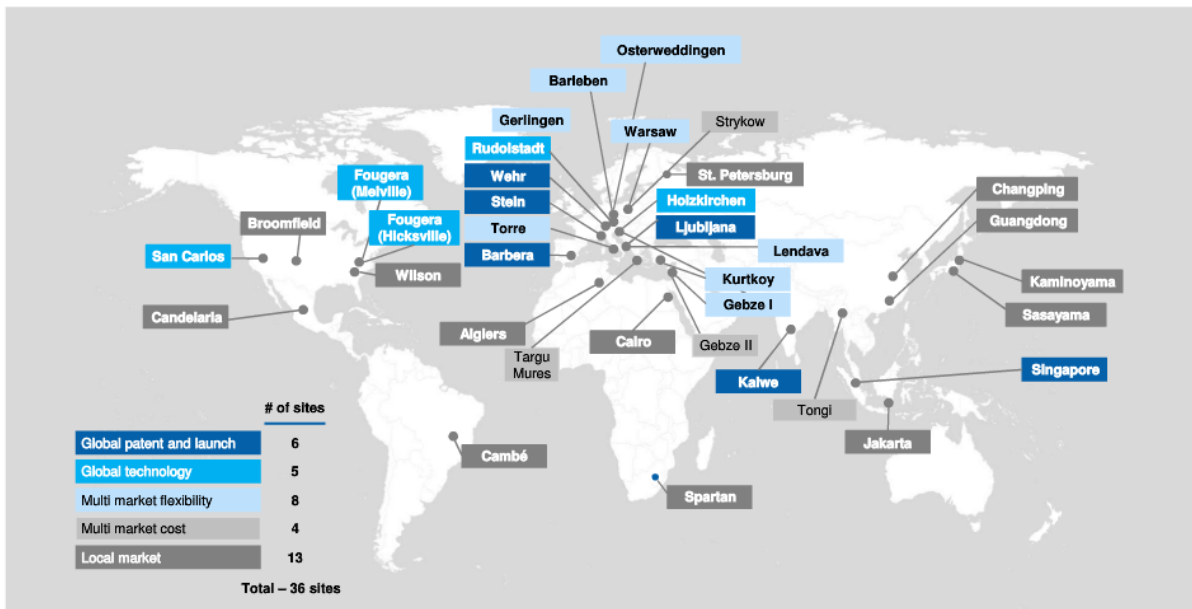 Osterweddingen
Barleben
Gerlingen
Warsaw
Strykow
Rudolstadt
St. Petersburg
Wehr
Fougera
(Melville)
Holzkirchen
Changping
Stein
Broomfield
Fougera
(Hicksville)
Torre
Ljubljana
Guangdong
San Carlos
Barbera
Lendava
Wilson
Kurtkoy
Kaminoyama
Candelaria
Gebze I
Sasayama
Algiers
Cairo
Gebze II
Targu
Mures
Kalwe
Singapore
Tongi
# of sites
Jakarta
Global patent and launch 6
Cambé
Global technology 5
Multi market flexibility 8
Spartan
Multi market cost 4
Local market 13
Total – 36 sites